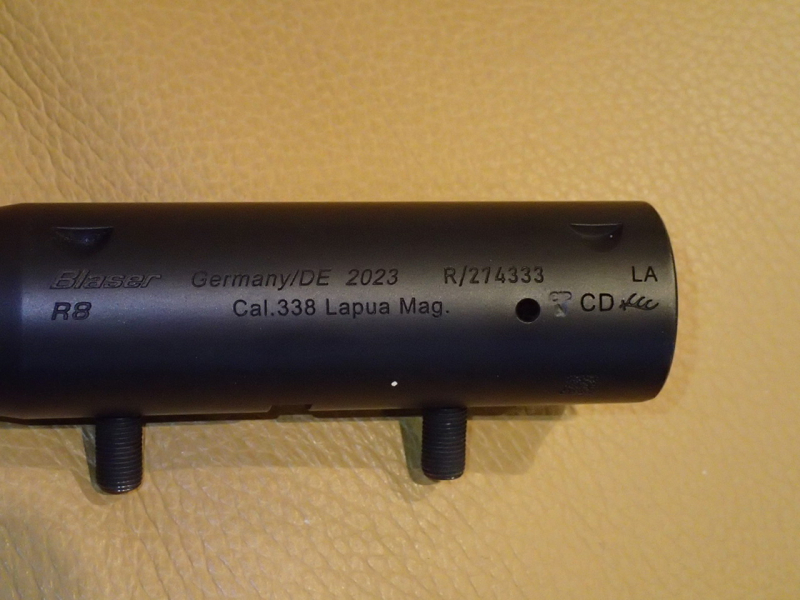 Blaser Germany/DE 2023 R/274333 LA
R8 Cal.338 Lapua Mag. CD